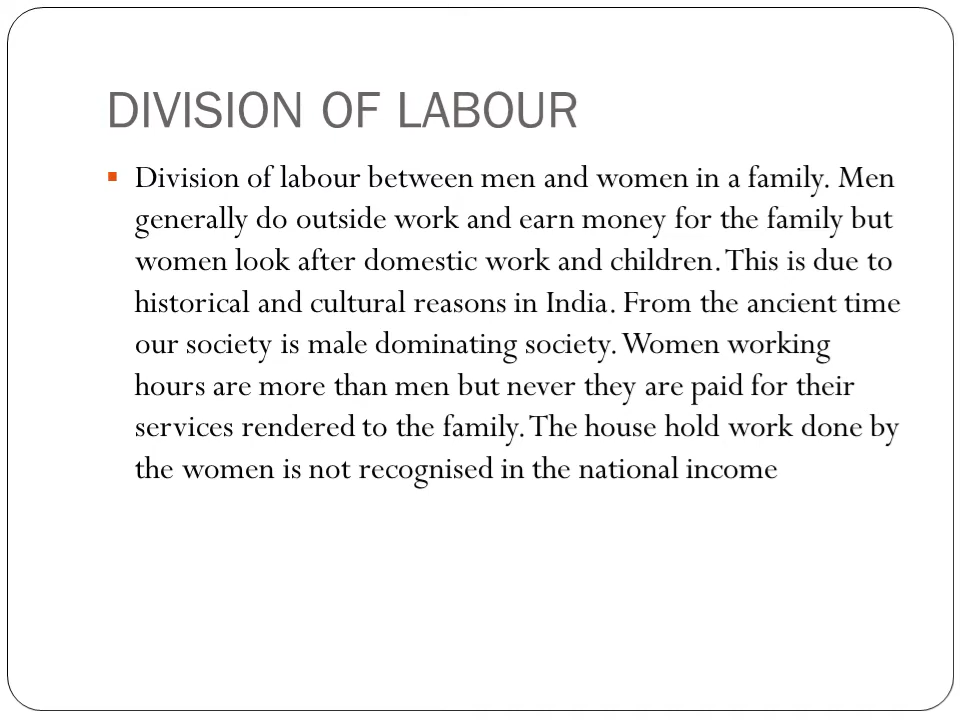 DIVISION OF LABOUR
▪ Division of labour between men and women in a family. Men
generally do outside work and earn money for the family but
women look after domestic work and children. This is due to
historical and cultural reasons in India. From the ancient time
our society is male dominating society. Women working
hours are more than men but never they are paid for their
services rendered to the family. The house hold work done by
the women is not recognised in the national income